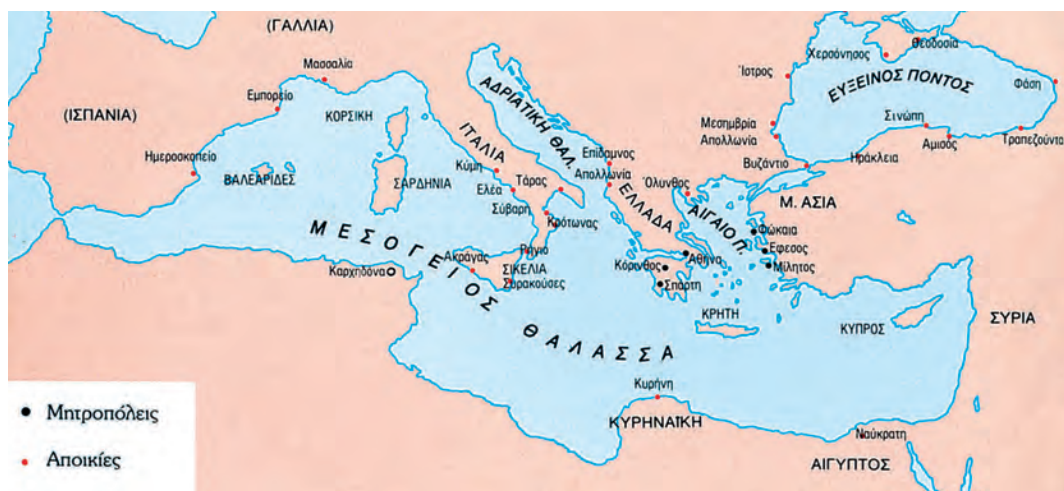 (ΓΑΛΛΙΑ)
Μασσαλία
Εμπορείο
(ΙΣΠΑΝΙΑ)
Ημεροσκοπείο
ΒΑΛΕΑΡΙΔΕΣ
ΚΟΡΣΙΚΗ
ΣΑΡΔΗΝΙΑ
ΑΔΡΙΑΤΙΚΗ ΘΑΛ.
ΙΤΑΛΙΑ
Κύμη
Ελέα
Τάρας
Σύβαρη
Κρότωνας
Ρήγιο
Ακράγας
ΣΙΚΕΛΙΑ
Συρακούσες
Καρχηδόνα
ΜΕΣΟΓΕΙΟΣ ΘΑΛΑΣΣΑ
Επίδαμνος
Απολλωνία
ΕΛΛΑΔΑ
Όλυνθος
ΑΙΓΑΙΟ Π.
Κόρινθος
Αθήνα
Σπάρτη
Φώκαια
Έφεσος
Μίλητος
ΚΡΗΤΗ
Μ. ΑΣΙΑ
Χερσόνησος
Θεοδοσία
Ίστρος
ΕΥΞΕΙΝΟΣ ΠΟΝΤΟΣ
Φάση
Μεσημβρία
Απολλωνία
Βυζάντιο
Ηράκλεια
Σινώπη
Αμισός
Τραπεζούντα
ΚΥΠΡΟΣ
ΣΥΡΙΑ
Κυρήνη
ΚΥΡΗΝΑΪΚΗ
Ναύκρατη
ΑΙΓΥΠΤΟΣ
Μητροπόλεις
Αποικίες